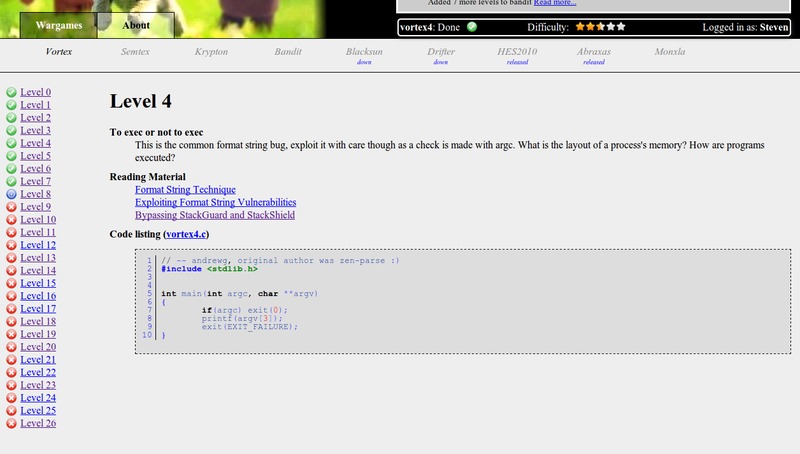 Added 7 more levels to bandit Read more...
Wargames
About
vortex4: Done
Difficulty:
Logged in as: Steven
Vortex
Semtex
Krypton
Bandit
Blacksun
down
Drifter
down
HES2010
released
Abraxas
released
Monxla
Level 0
Level 1
Level 2
Level 3
Level 4
Level 5
Level 6
Level 7
Level 8
Level 9
Level 10
Level 11
Level 12
Level 13
Level 14
Level 15
Level 16
Level 17
Level 18
Level 19
Level 20
Level 21
Level 22
Level 23
Level 24
Level 25
Level 26
Level 4
To exec or not to exec
This is the common format string bug, exploit it with care though as a check is made with argc. What is the layout of a process's memory? How are programs
executed?
Reading Material
Format String Technique
Exploiting Format String Vulnerabilities
Bypassing StackGuard and StackShield
Code listing (vortex4.c)
1 // -- andrewg, original author was zen-parse :)
2 #include <stdlib.h>
3
4
5 int main(int argc, char **argv)
6 {
7 if(argc) exit(0);
8 printf(argv[3]);
9 exit(EXIT_FAILURE);
10 }